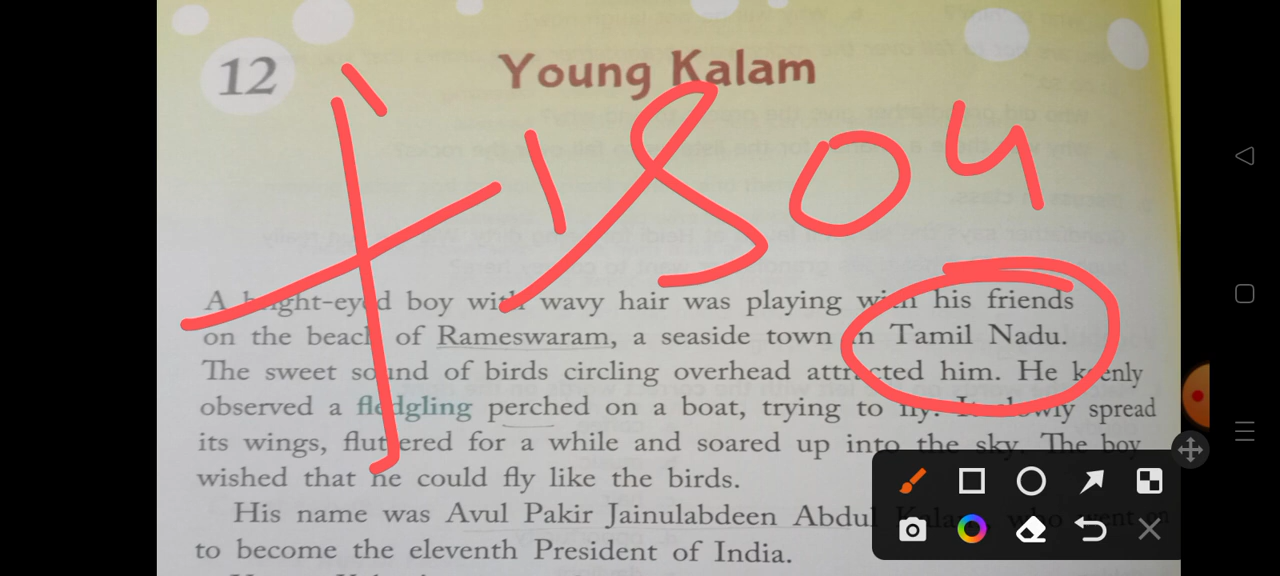 12
Young Kalam
A bright-eyed boy with wavy hair was playing with his friends
on the beach of Rameswaram, a seaside town in Tamil Nadu.
The sweet sound of birds circling overhead attracted him. He keenly
observed a fledgling perched on a boat, trying to fly. It slowly spread
its wings, fluttered for a while and soared up into the sky. The boy
wished that he could fly like the birds.
His name was Avul Pakir Jainulabdeen Abdul Kalam, who went on
to become the eleventh President of India.